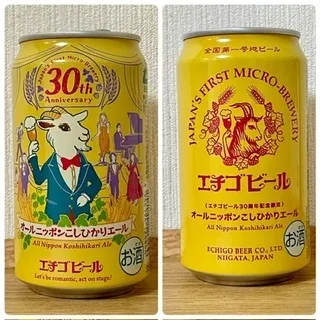 Japan's First Micro-Brewery
30th
Anniversary
オールニッポンこしひかりエール
All Nippon Koshihikari Ale
お酒
エチゴビール
Let's be romantic, act on stage!
全国第一号地ビール
JAPAN'S FIRST MICRO-BREWERY
エチゴビール
(エチゴビール30周年記念醸造)
オールニッポンこしひかりエール
All Nippon Koshihikari Ale
お酒
ECHIGO BEER CO., LTD.
NIIGATA, JAPAN